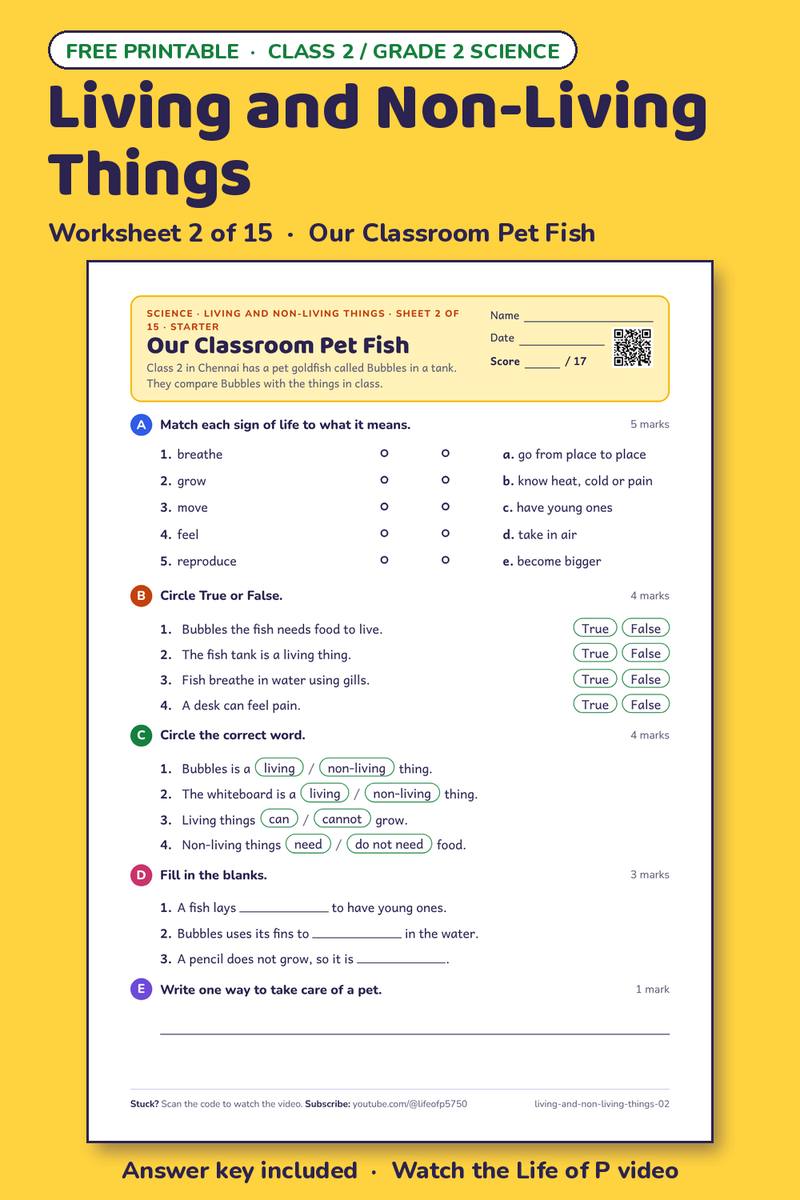 FREE PRINTABLE · CLASS 2 / GRADE 2 SCIENCE
Living and Non-Living
Things
Worksheet 2 of 15 · Our Classroom Pet Fish
SCIENCE · LIVING AND NON-LIVING THINGS · SHEET 2 OF
15 · STARTER
Our Classroom Pet Fish
Class 2 in Chennai has a pet goldfish called Bubbles in a tank.
They compare Bubbles with the things in class.
Name ____________________
Date ______________
Score ______ / 17
A Match each sign of life to what it means. 5 marks
1. breathe a. go from place to place
2. grow b. know heat, cold or pain
3. move c. have young ones
4. feel d. take in air
5. reproduce e. become bigger
B Circle True or False. 4 marks
1. Bubbles the fish needs food to live. True False
2. The fish tank is a living thing. True False
3. Fish breathe in water using gills. True False
4. A desk can feel pain. True False
C Circle the correct word. 4 marks
1. Bubbles is a living / non-living thing.
2. The whiteboard is a living / non-living thing.
3. Living things can / cannot grow.
4. Non-living things need / do not need food.
D Fill in the blanks. 3 marks
1. A fish lays ______________ to have young ones.
2. Bubbles uses its fins to ______________ in the water.
3. A pencil does not grow, so it is ______________.
E Write one way to take care of a pet. 1 mark
Stuck? Scan the code to watch the video. Subscribe: youtube.com/@lifeofp5750 living-and-non-living-things-02
Answer key included · Watch the Life of P video